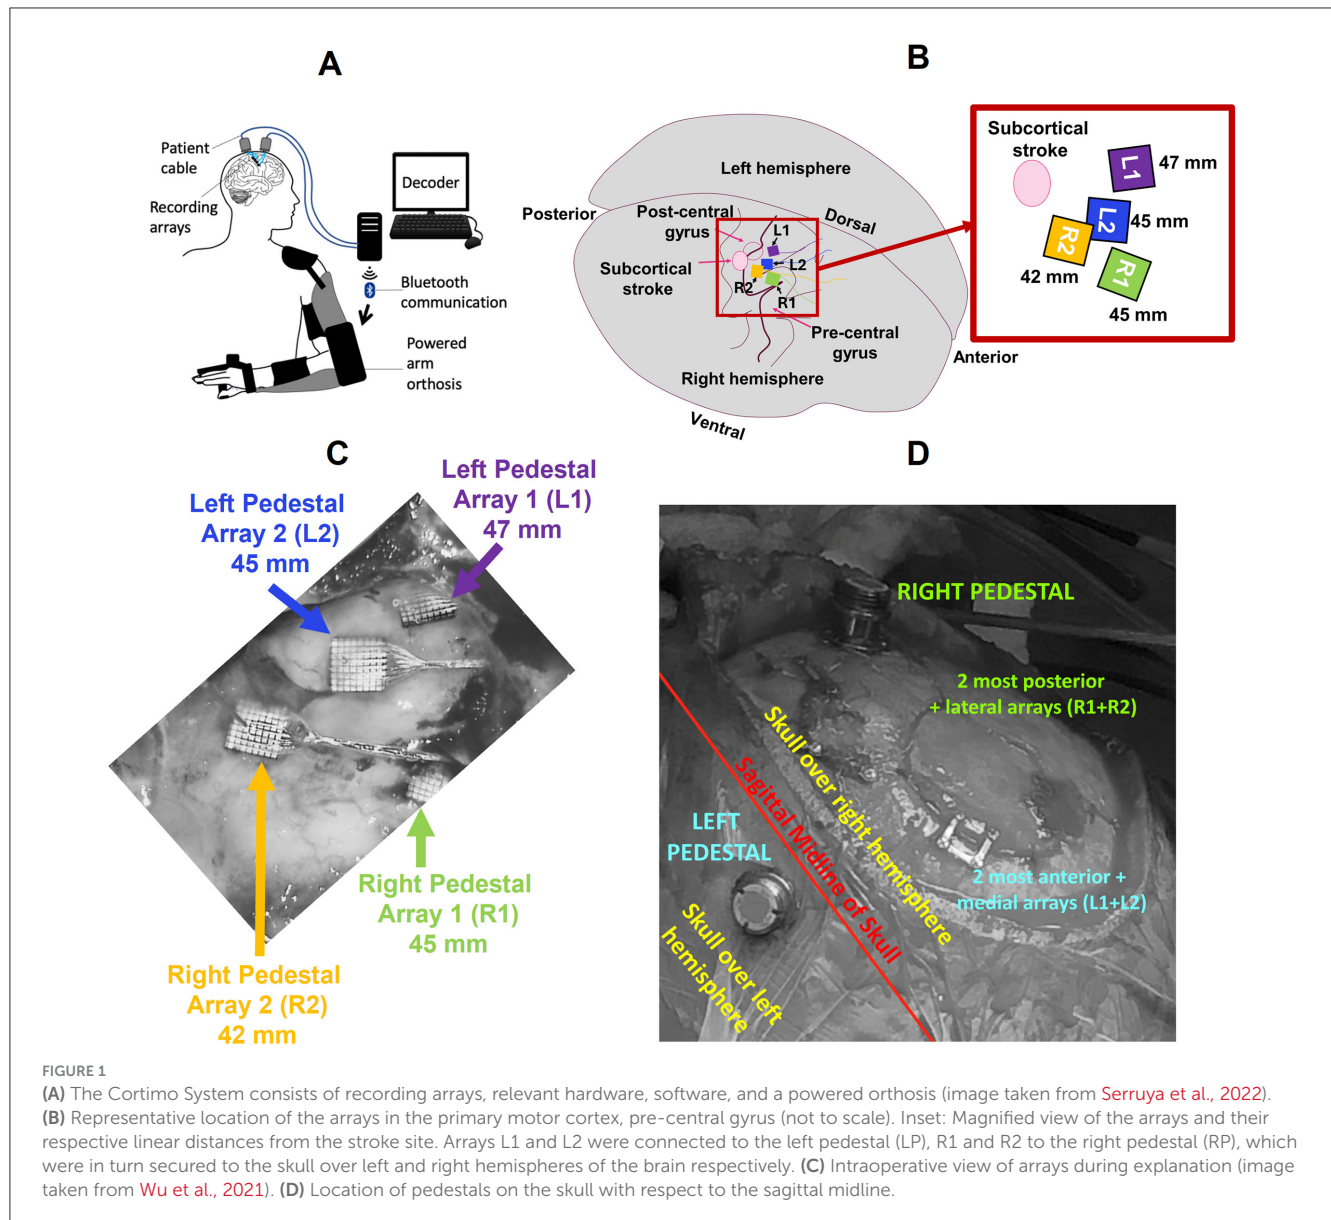 A
Patient
cable
Recording
arrays
Decoder
Bluetooth
communication
Powered
arm
orthosis
B
Left hemisphere
Posterior
Post-central
gyrus
Dorsal
L1
Subcortical
stroke
L2
R2
R1
Pre-central
gyrus
Right hemisphere
Anterior
Ventral
Subcortical
stroke
L1
47 mm
L2
45 mm
R2
42 mm
R1
45 mm
C
Left Pedestal
Array 1 (L1)
47 mm
Left Pedestal
Array 2 (L2)
45 mm
Right Pedestal
Array 1 (R1)
45 mm
Right Pedestal
Array 2 (R2)
42 mm
D
RIGHT PEDESTAL
2 most posterior
+ lateral arrays (R1+R2)
Skull over right hemisphere
Sagittal Midline of Skull
LEFT
PEDESTAL
2 most anterior +
medial arrays (L1+L2)
Skull over left
hemisphere
FIGURE 1
(A) The Cortimo System consists of recording arrays, relevant hardware, software, and a powered orthosis (image taken from Serruya et al., 2022).
(B) Representative location of the arrays in the primary motor cortex, pre-central gyrus (not to scale). Inset: Magnified view of the arrays and their
respective linear distances from the stroke site. Arrays L1 and L2 were connected to the left pedestal (LP), R1 and R2 to the right pedestal (RP), which
were in turn secured to the skull over left and right hemispheres of the brain respectively. (C) Intraoperative view of arrays during explanation (image
taken from Wu et al., 2021). (D) Location of pedestals on the skull with respect to the sagittal midline.